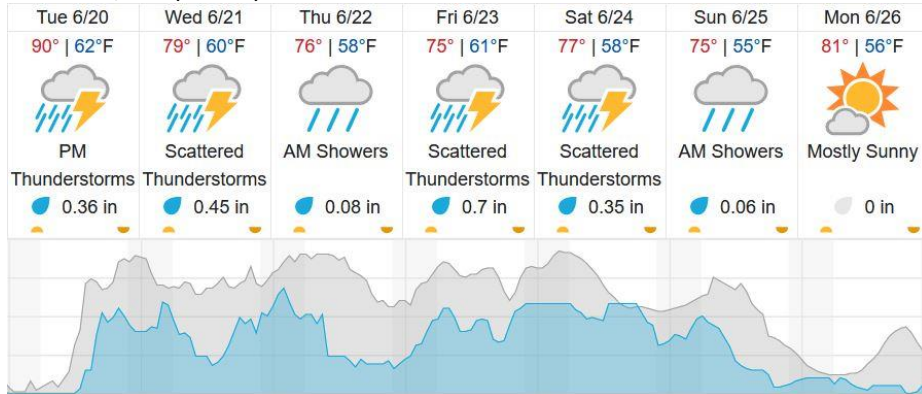 Tue 6/20 Wed 6/21 Thu 6/22 Fri 6/23 Sat 6/24 Sun 6/25 Mon 6/26
90° | 62°F 79° | 60°F 76° | 58°F 75° | 61°F 77° | 58°F 75° | 55°F 81° | 56°F
PM Scattered AM Showers Scattered Scattered AM Showers Mostly Sunny
Thunderstorms Thunderstorms Thunderstorms Thunderstorms
0.36 in 0.45 in 0.08 in 0.7 in 0.35 in 0.06 in 0 in